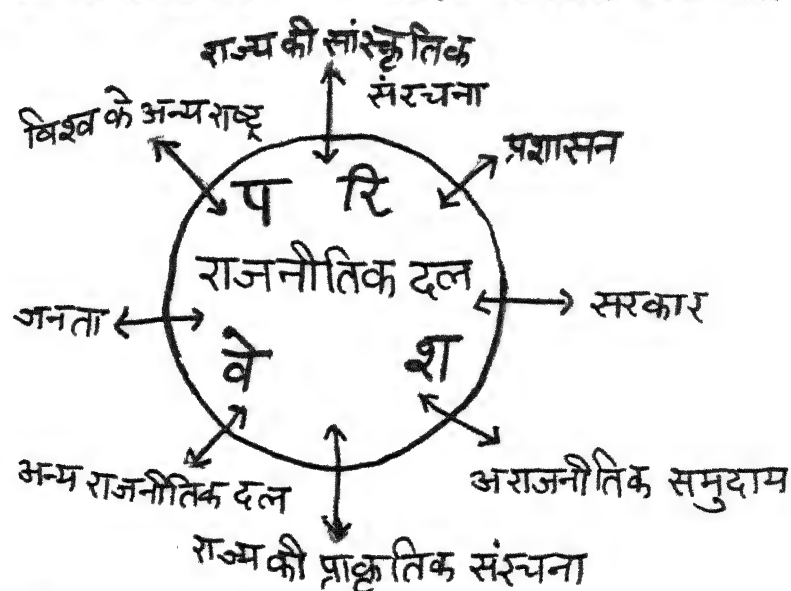 राज्य की सांस्कृतिक
संरचना
विश्व के अन्य राष्ट्र
प्रशासन
प रि
राजनीतिक दल
जनता
सरकार
वे श
अन्य राजनीतिक दल
अराजनीतिक समुदाय
राज्य की प्राकृतिक संरचना